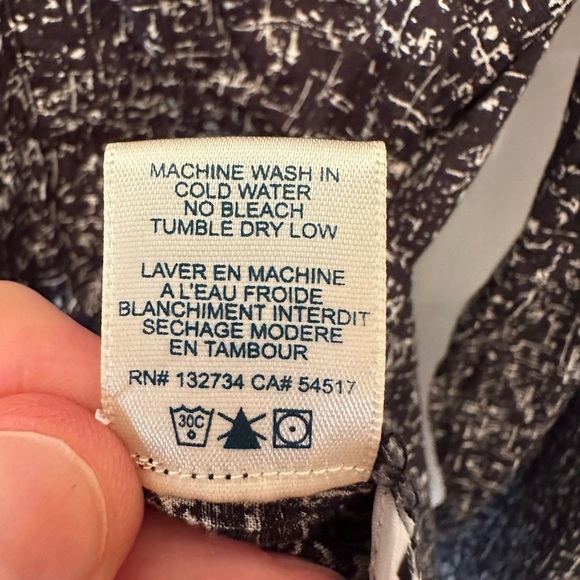 MACHINE WASH IN
COLD WATER
NO BLEACH
TUMBLE DRY LOW
LAVER EN MACHINE
A L'EAU FROIDE
BLANCHIMENT INTERDIT
SECHAGE MODERE
EN TAMBOUR
RN# 132734 CA# 54517
30C